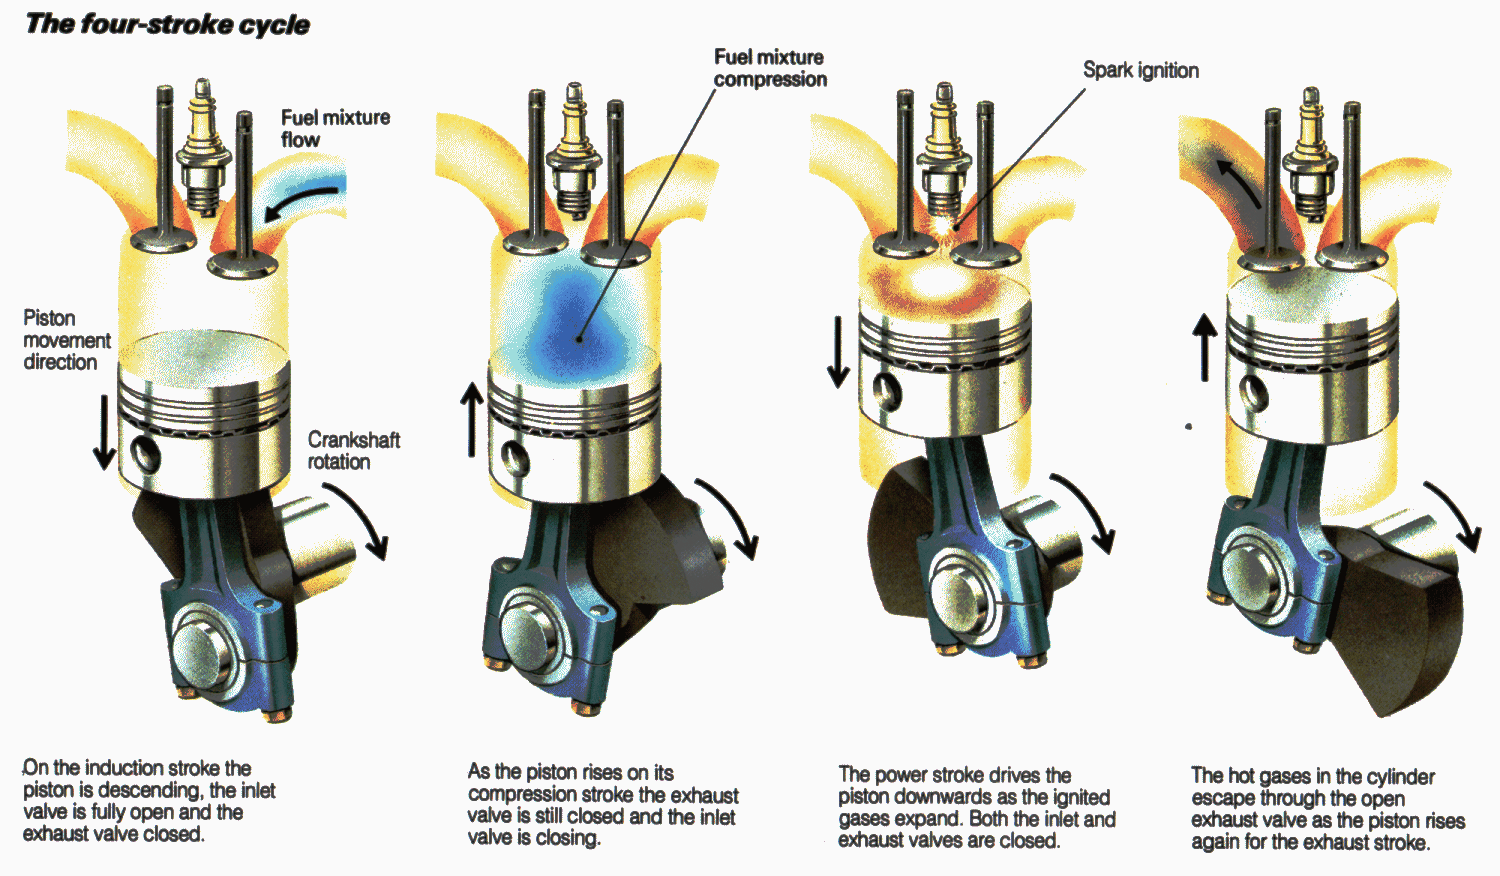 The four-stroke cycle
Fuel mixture
flow
Piston
movement
direction
Crankshaft
rotation
Fuel mixture
compression
Spark ignition
On the induction stroke the
piston is descending, the inlet
valve is fully open and the
exhaust valve closed.
As the piston rises on its
compression stroke the exhaust
valve is still closed and the inlet
valve is closing.
The power stroke drives the
piston downwards as the ignited
gases expand. Both the inlet and
exhaust valves are closed.
The hot gases in the cylinder
escape through the open
exhaust valve as the piston rises
again for the exhaust stroke.